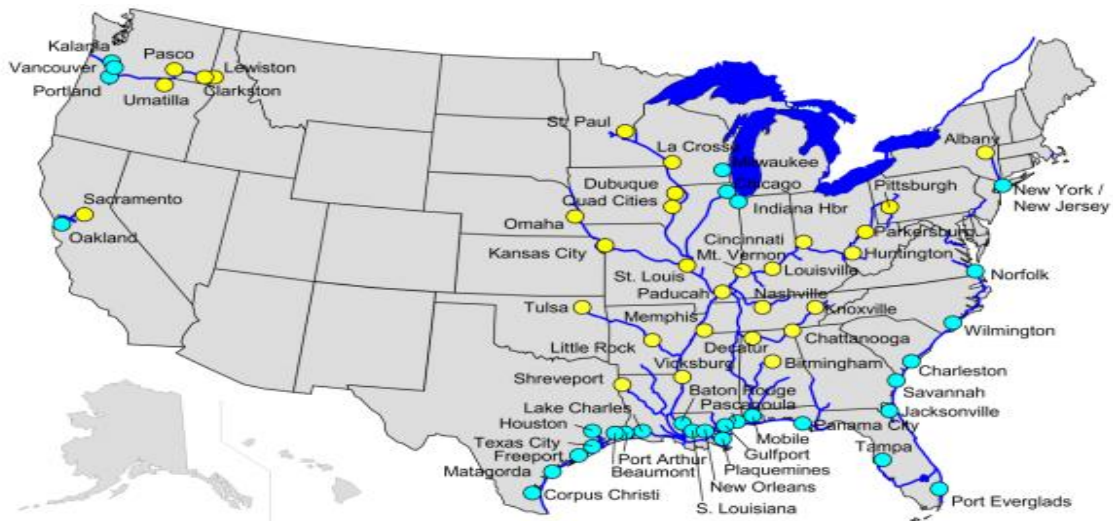 Kalama
Vancouver
Portland
Pasco
Umatilla
Lewiston
Clarkston
St. Paul
La Crosse
Milwaukee
Chicago
Dubuque
Quad Cities
Indiana Hbr
Albany
Pittsburgh
New York /
New Jersey
Sacramento
Oakland
Omaha
Kansas City
St. Louis
Cincinnati
Mt. Vernon
Louisville
Parkersburg
Huntington
Norfolk
Paducah
Nashville
Knoxville
Tulsa
Memphis
Little Rock
Decatur
Chattanooga
Wilmington
Vicksburg
Birmingham
Charleston
Shreveport
Baton Rouge
Savannah
Lake Charles
Pascagoula
Jacksonville
Houston
Panama City
Texas City
Mobile
Tampa
Freeport
Port Arthur
Gulfport
Matagorda
Beaumont
Plaquemines
New Orleans
Corpus Christi
S. Louisiana
Port Everglads